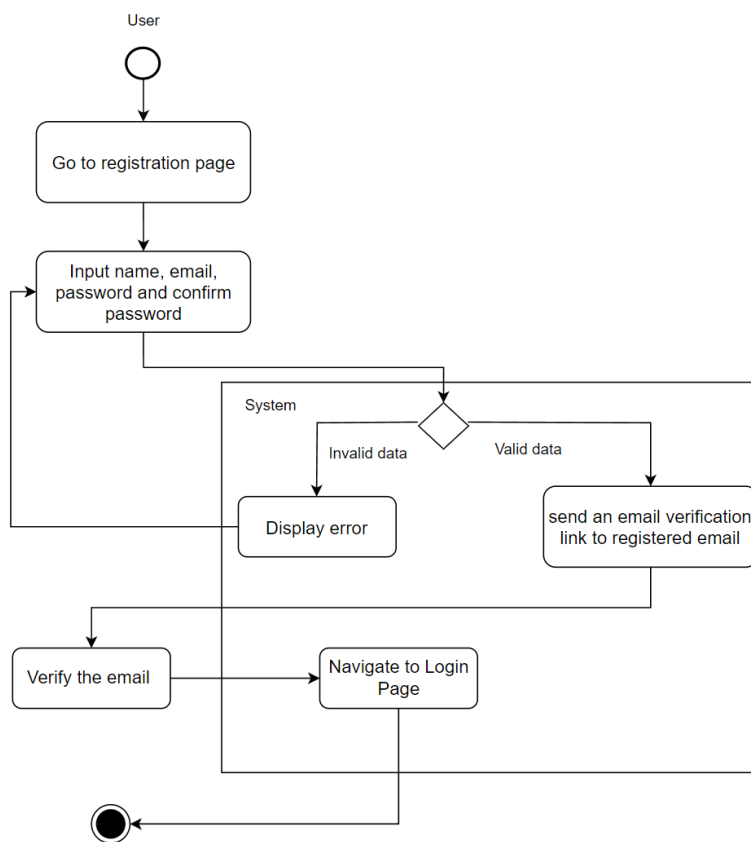 User
Go to registration page
Input name, email,
password and confirm
password
System
Invalid data
Valid data
Display error
send an email verification
link to registered email
Verify the email
Navigate to Login
Page